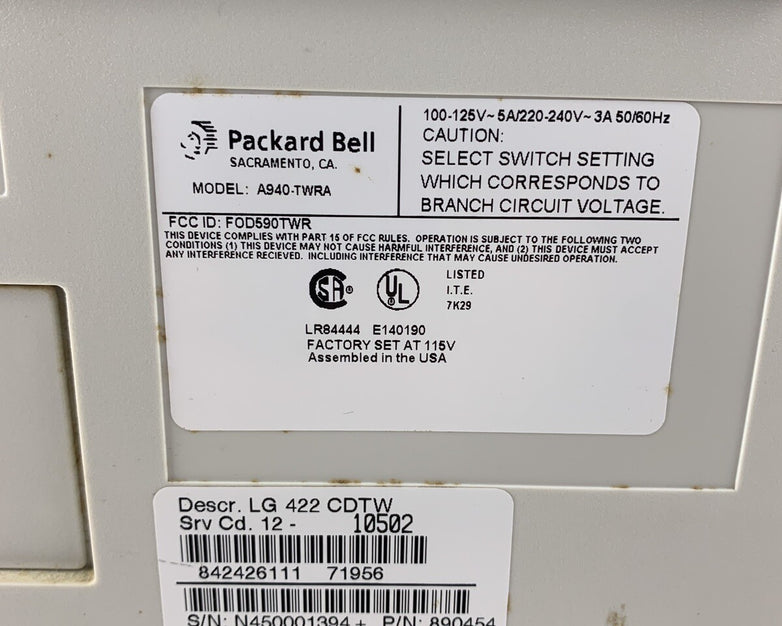 Packard Bell
SACRAMENTO, CA.
MODEL: A940-TWRA
100-125V~ 5A/220-240V~ 3A 50/60Hz
CAUTION:
SELECT SWITCH SETTING
WHICH CORRESPONDS TO
BRANCH CIRCUIT VOLTAGE.
FCC ID: FOD590TWR
THIS DEVICE COMPLIES WITH PART 15 OF FCC RULES. OPERATION IS SUBJECT TO THE FOLLOWING TWO
CONDITIONS (1) THIS DEVICE MAY NOT CAUSE HARMFUL INTERFERENCE, AND (2) THIS DEVICE MUST ACCEPT
ANY INTERFERENCE RECIEVED. INCLUDING INTERFERENCE THAT MAY CAUSE UNDESIRED OPERATION.
SA® UL LISTED
I.T.E.
7K29
LR84444 E140190
FACTORY SET AT 115V
Assembled in the USA
Descr. LG 422 CDTW
Srv Cd. 12 - 10502
842426111 71956
S/N: N450001394 + P/N: 890454